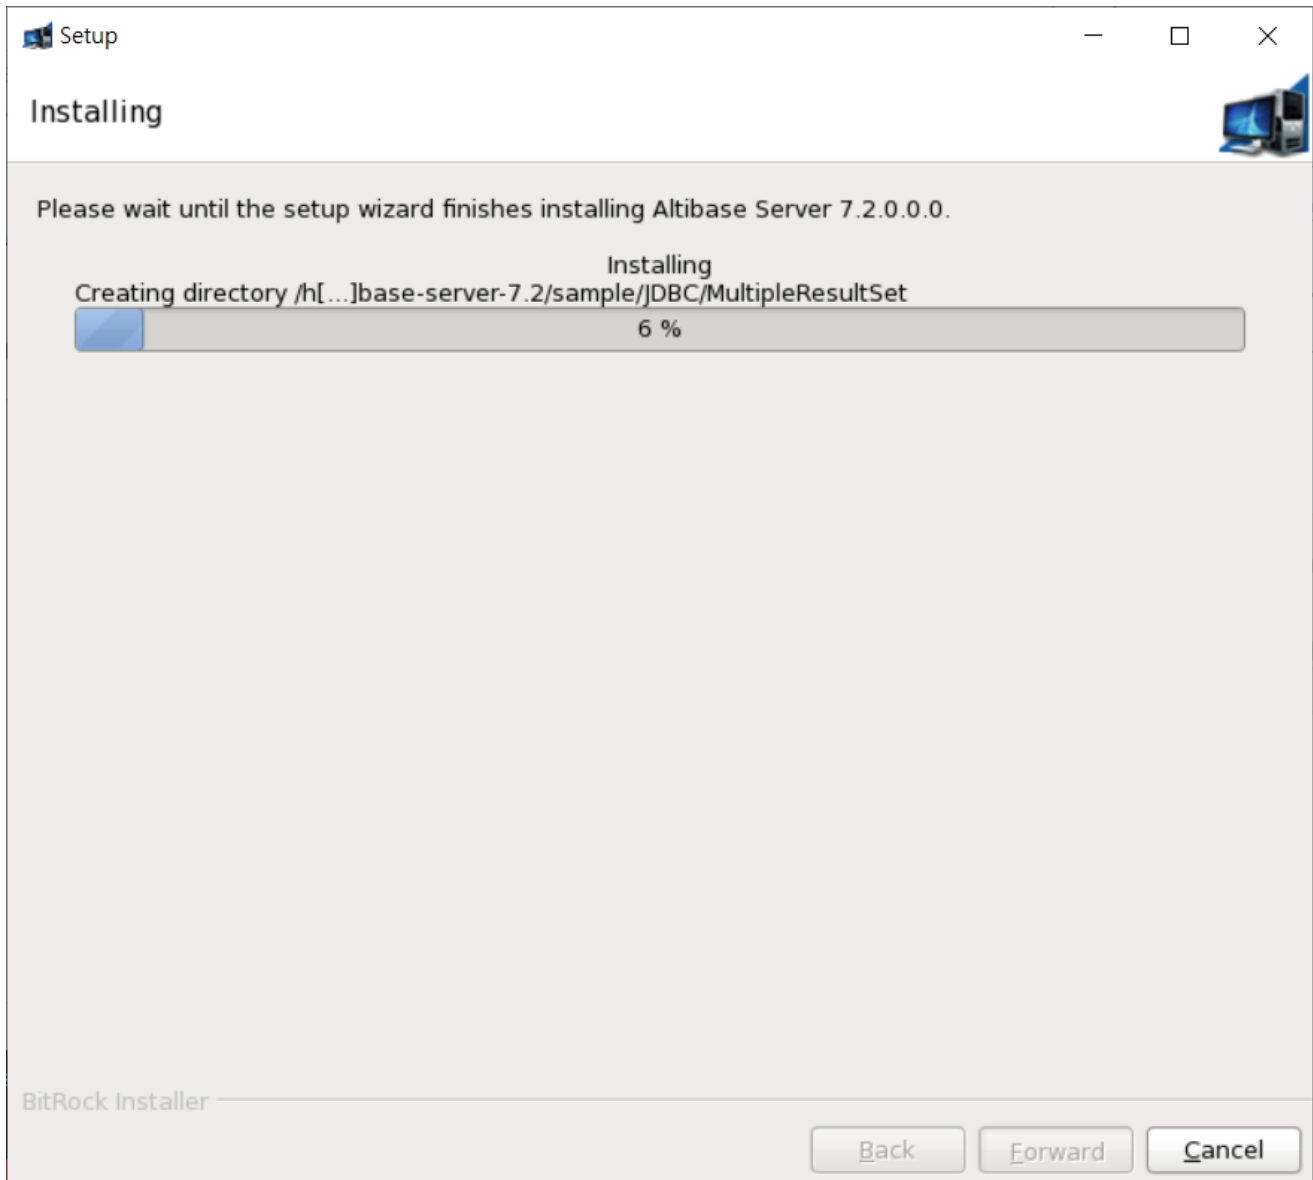 Setup
Installing
Please wait until the setup wizard finishes installing Altibase Server 7.2.0.0.0.
Installing
Creating directory /h[...]base-server-7.2/sample/JDBC/MultipleResultSet
6 %
BitRock Installer
Back Forward Cancel